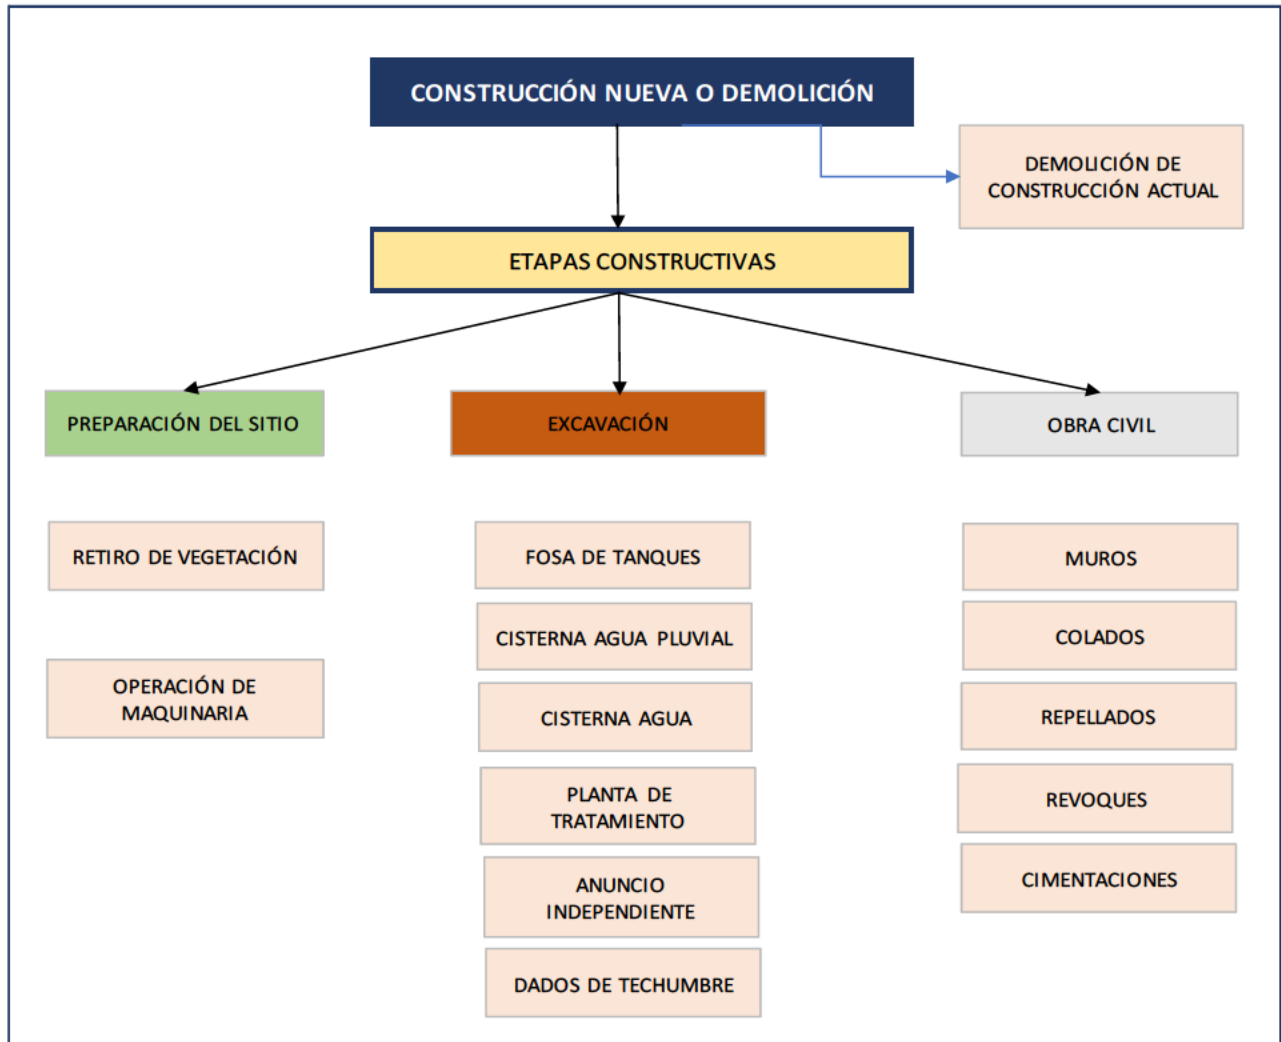 CONSTRUCCIÓN NUEVA O DEMOLICIÓN
DEMOLICIÓN DE
CONSTRUCCIÓN ACTUAL
ETAPAS CONSTRUCTIVAS
PREPARACIÓN DEL SITIO
EXCAVACIÓN
OBRA CIVIL
RETIRO DE VEGETACIÓN
OPERACIÓN DE
MAQUINARIA
FOSA DE TANQUES
CISTERNA AGUA PLUVIAL
CISTERNA AGUA
PLANTA DE
TRATAMIENTO
ANUNCIO
INDEPENDIENTE
DADOS DE TECHUMBRE
MUROS
COLADOS
REPELLADOS
REVOQUES
CIMENTACIONES